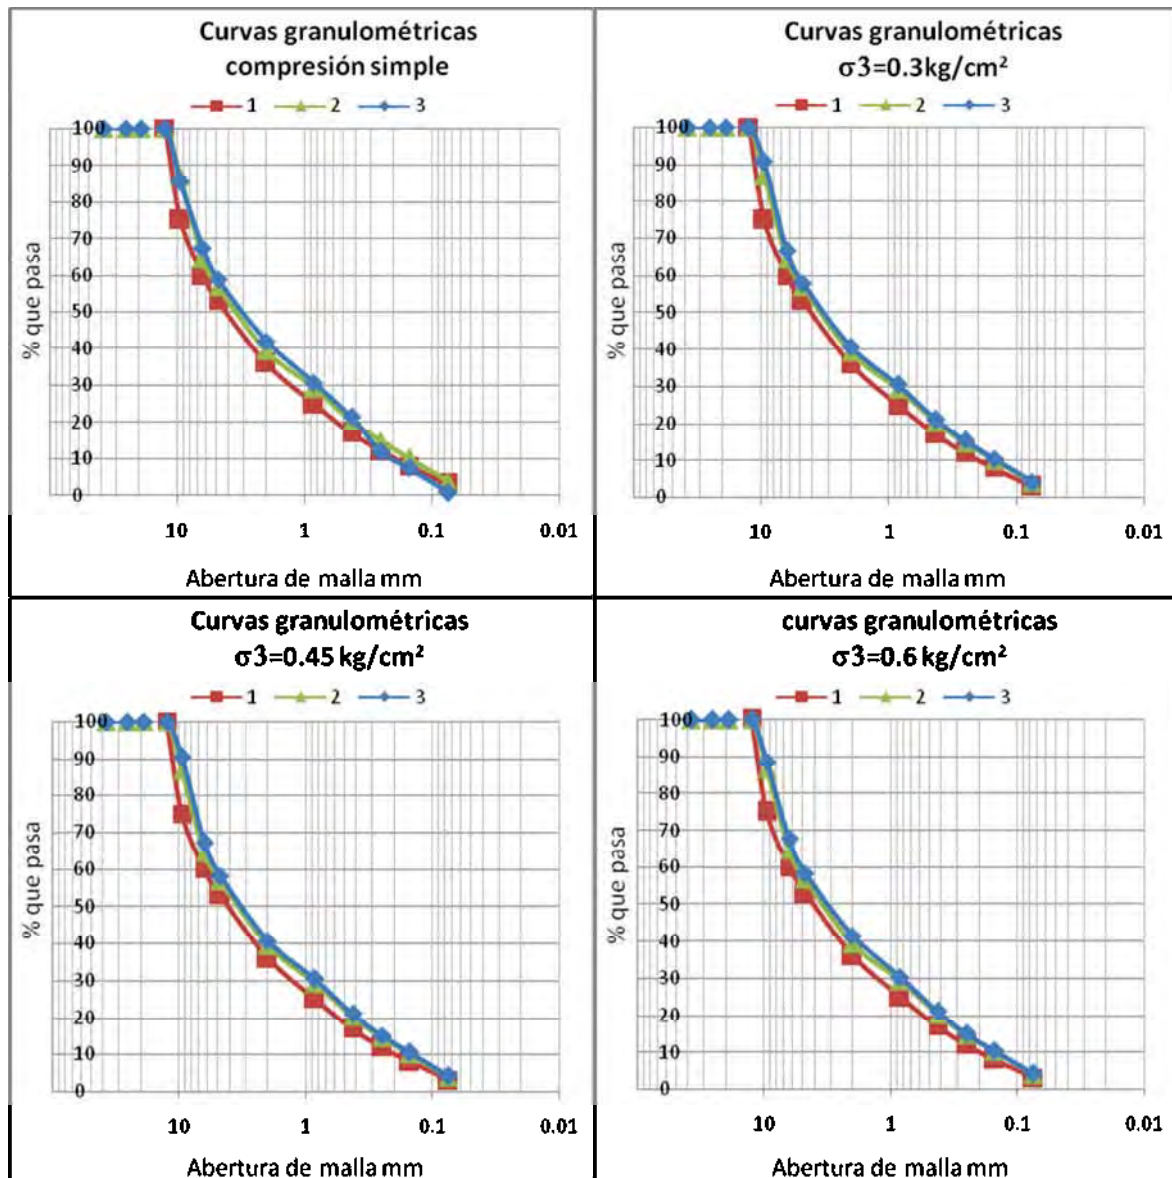 Curvas granulométricas
compresión simple
1 2 3
100
90
80
70
60
50
40
30
20
10
0
% que pasa
10 1 0.1 0.01
Abertura de malla mm
Curvas granulométricas
σ3=0.3kg/cm²
1 2 3
100
90
80
70
60
50
40
30
20
10
0
% que pasa
10 1 0.1 0.01
Abertura de malla mm
Curvas granulométricas
σ3=0.45 kg/cm²
1 2 3
100
90
80
70
60
50
40
30
20
10
0
% que pasa
10 1 0.1 0.01
Abertura de malla mm
curvas granulométricas
σ3=0.6 kg/cm²
1 2 3
100
90
80
70
60
50
40
30
20
10
0
% que pasa
10 1 0.1 0.01
Abertura de malla mm